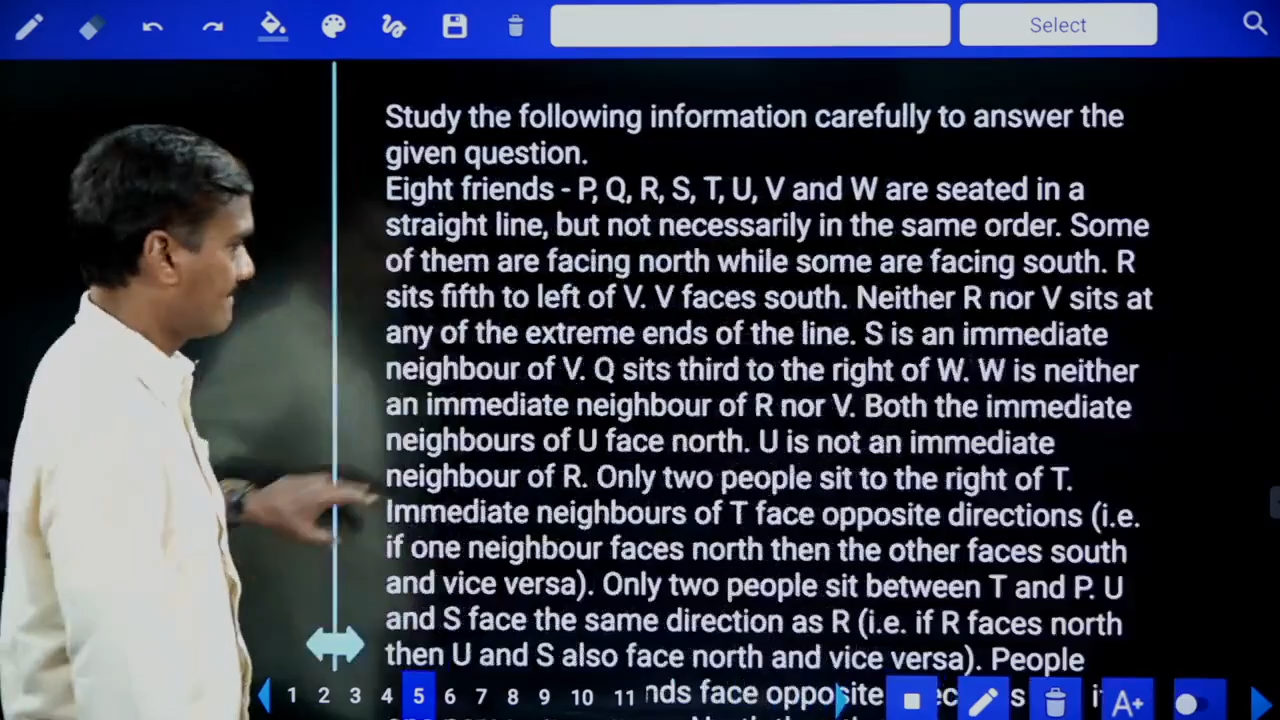 Select
Study the following information carefully to answer the
given question.
Eight friends - P, Q, R, S, T, U, V and W are seated in a
straight line, but not necessarily in the same order. Some
of them are facing north while some are facing south. R
sits fifth to left of V. V faces south. Neither R nor V sits at
any of the extreme ends of the line. S is an immediate
neighbour of V. Q sits third to the right of W. W is neither
an immediate neighbour of R nor V. Both the immediate
neighbours of U face north. U is not an immediate
neighbour of R. Only two people sit to the right of T.
Immediate neighbours of T face opposite directions (i.e.
if one neighbour faces north then the other faces south
and vice versa). Only two people sit between T and P. U
and S face the same direction as R (i.e. if R faces north
then U and S also face north and vice versa). People
nds face opposite
1 2 3 4 5 6 7 8 9 10 11
A+